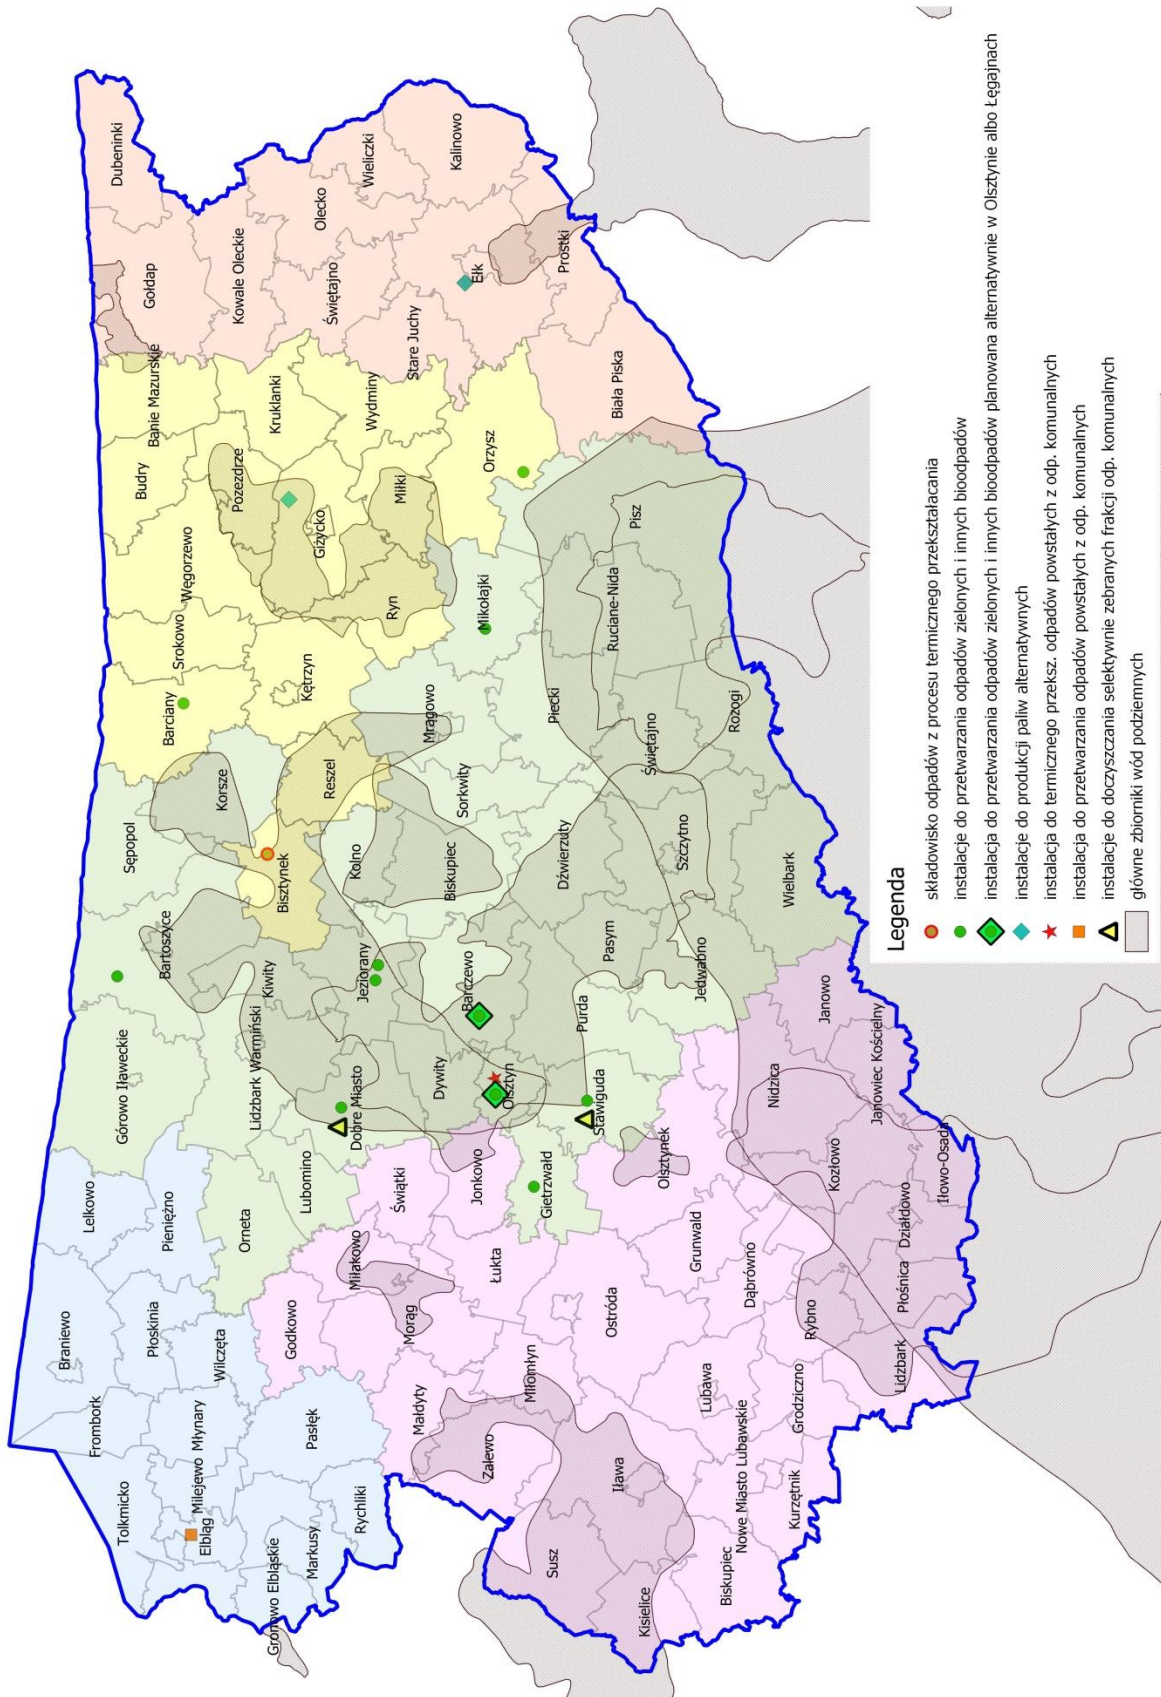 Dubeninki
Gołdap
Kowale Oleckie
Olecko
Wieliczki
Świętajno
Kalinowo
Stare Juchy
Ełk
Prostki
Biała Piska
Banie Mazurskie
Budry
Kruklanki
Pozezdrze
Węgorzewo
Wydminy
Giżycko
Miłki
Orzysz
Srokowo
Ryn
Barciany
Kętrzyn
Mikołajki
Pisz
Ruciane-Nida
Korsze
Reszel
Mrągowo
Piecki
Sępopol
Sorkwity
Świętajno
Rozogi
Bisztynek
Kolno
Biskupiec
Dźwierzuty
Szczytno
Bartoszyce
Kiwity
Jeziorany
Barczewo
Pasym
Wielbark
Górowo Iławeckie
Lidzbark Warmiński
Dobre Miasto
Dywity
Olsztyn
Purda
Jedwabno
Stawiguda
Janowo
Nidzica
Janowiec Kościelny
Lelkowo
Pieniężno
Orneta
Lubomino
Świątki
Jonkowo
Gietrzwałd
Olsztynek
Kozłowo
Iłowo-Osada
Braniewo
Płoskinia
Wilczęta
Godkowo
Miłakowo
Morąg
Łukta
Ostróda
Grunwald
Dąbrówno
Działdowo
Płośnica
Rybno
Lidzbark
Frombork
Młynary
Pasłęk
Małdyty
Miłomłyn
Lubawa
Grodziczno
Tolkmicko
Milejewo
Elbląg
Zalewo
Iława
Nowe Miasto Lubawskie
Kurzętnik
Gronowo Elbląskie
Markusy
Rychliki
Susz
Kisielice
Biskupiec
Legenda
składowisko odpadów z procesu termicznego przekształacania
instalacje do przetwarzania odpadów zielonych i innych bioodpadów
instalacja do przetwarzania odpadów zielonych i innych bioodpadów planowana alternatywnie w Olsztynie albo Łęgajnach
instalacje do produkcji paliw alternatywnych
instalacja do termicznego przeksz. odpadów powstałych z odp. komunalnych
instalacja do przetwarzania odpadów powstałych z odp. komunalnych
instalacje do doczyszczania selektywnie zebranych frakcji odp. komunalnych
główne zbiorniki wód podziemnych